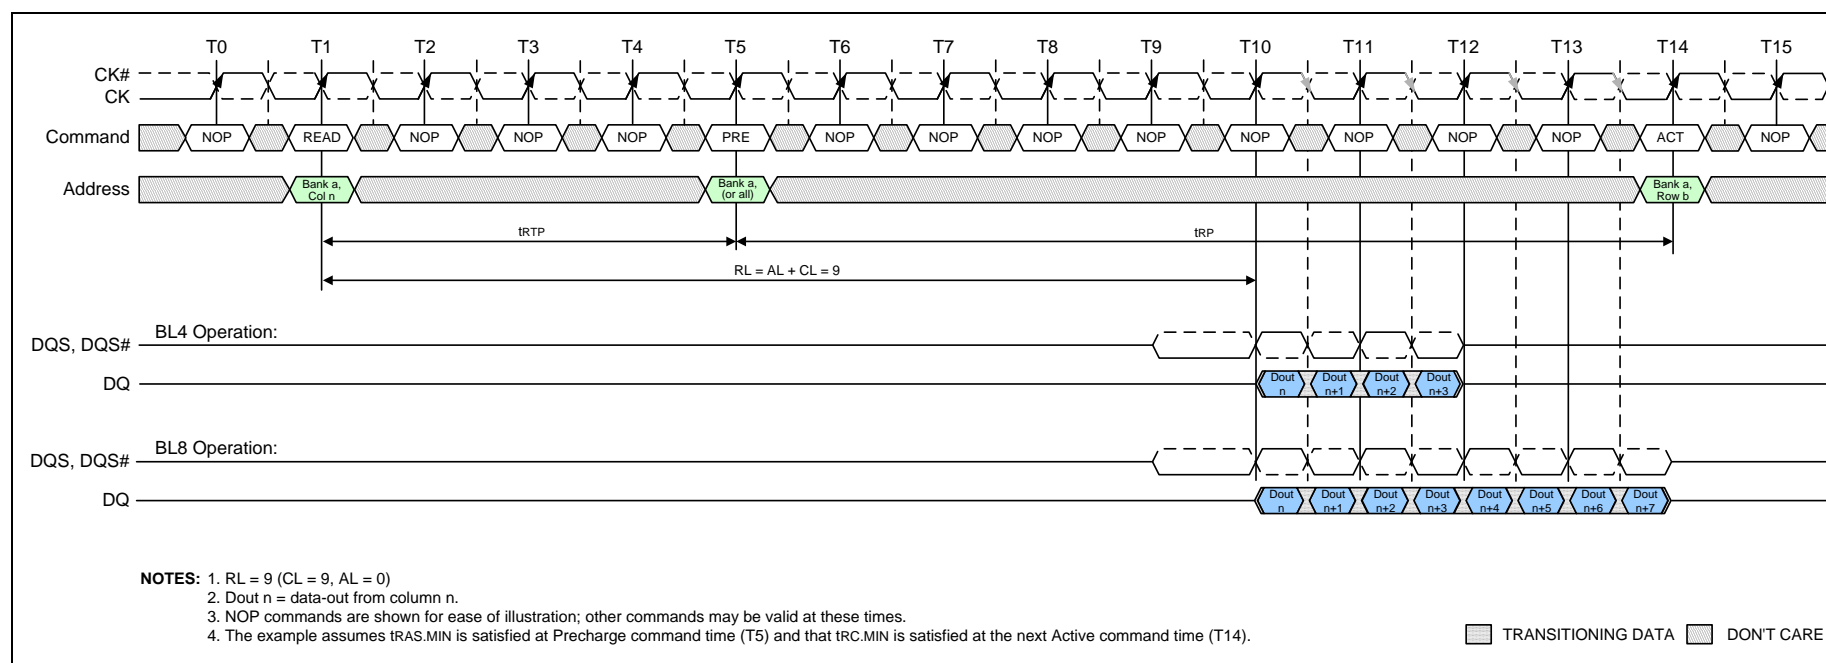 T0 T1 T2 T3 T4 T5 T6 T7 T8 T9 T10 T11 T12 T13 T14 T15
CK#
CK
Command NOP READ NOP NOP NOP PRE NOP NOP NOP NOP NOP NOP NOP NOP ACT NOP
Address Bank a, Col n Bank a, (or all) Bank a, Row b
tRTP tRP
RL = AL + CL = 9
BL4 Operation:
DQS, DQS#
DQ Dout n Dout n+1 Dout n+2 Dout n+3
BL8 Operation:
DQS, DQS#
DQ Dout n Dout n+1 Dout n+2 Dout n+3 Dout n+4 Dout n+5 Dout n+6 Dout n+7
NOTES: 1. RL = 9 (CL = 9, AL = 0)
2. Dout n = data-out from column n.
3. NOP commands are shown for ease of illustration; other commands may be valid at these times.
4. The example assumes tRAS.MIN is satisfied at Precharge command time (T5) and that tRC.MIN is satisfied at the next Active command time (T14).
TRANSITIONING DATA DON'T CARE